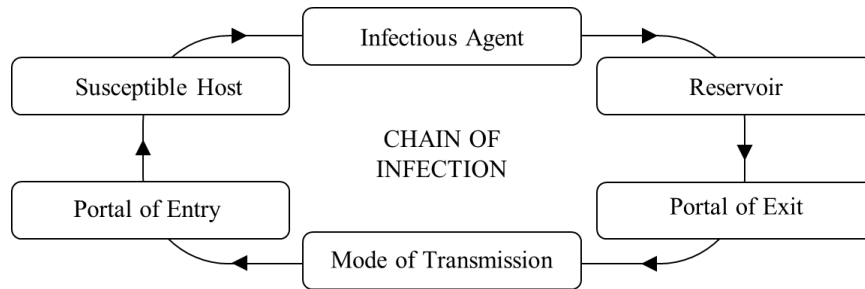 Infectious Agent
Susceptible Host
Reservoir
CHAIN OF
INFECTION
Portal of Entry
Portal of Exit
Mode of Transmission